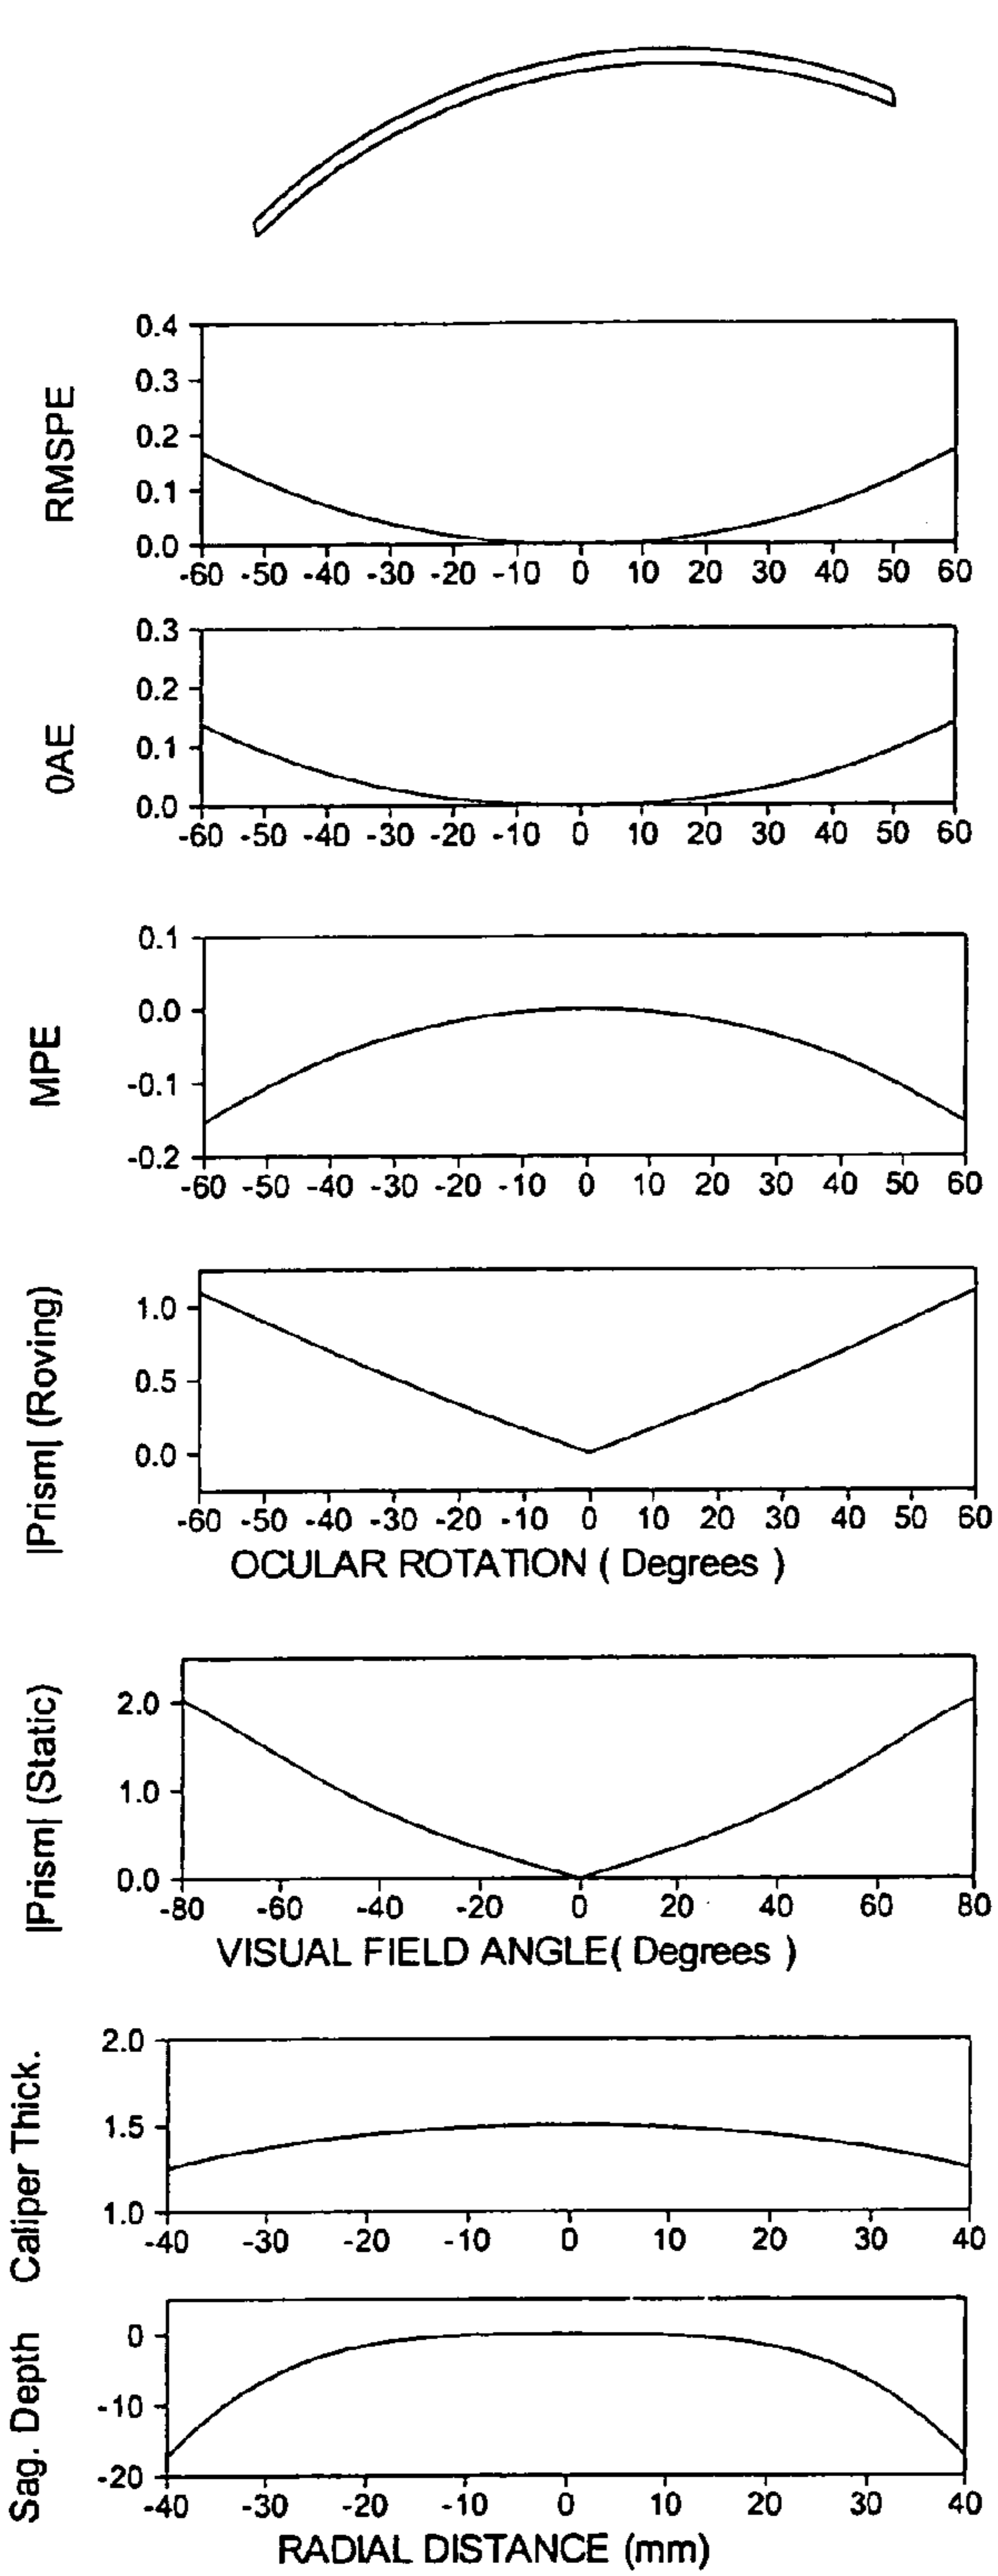 RMSPE
0.4
0.3
0.2
0.1
0.0
-60 -50 -40 -30 -20 -10 0 10 20 30 40 50 60
0AE
0.3
0.2
0.1
0.0
-60 -50 -40 -30 -20 -10 0 10 20 30 40 50 60
MPE
0.1
0.0
-0.1
-0.2
-60 -50 -40 -30 -20 -10 0 10 20 30 40 50 60
|Prism| (Roving)
1.0
0.5
0.0
-60 -50 -40 -30 -20 -10 0 10 20 30 40 50 60
OCULAR ROTATION ( Degrees )
|Prism| (Static)
2.0
1.0
0.0
-80 -60 -40 -20 0 20 40 60 80
VISUAL FIELD ANGLE( Degrees )
Caliper Thick.
2.0
1.5
1.0
-40 -30 -20 -10 0 10 20 30 40
Sag. Depth
0
-10
-20
-40 -30 -20 -10 0 10 20 30 40
RADIAL DISTANCE (mm)